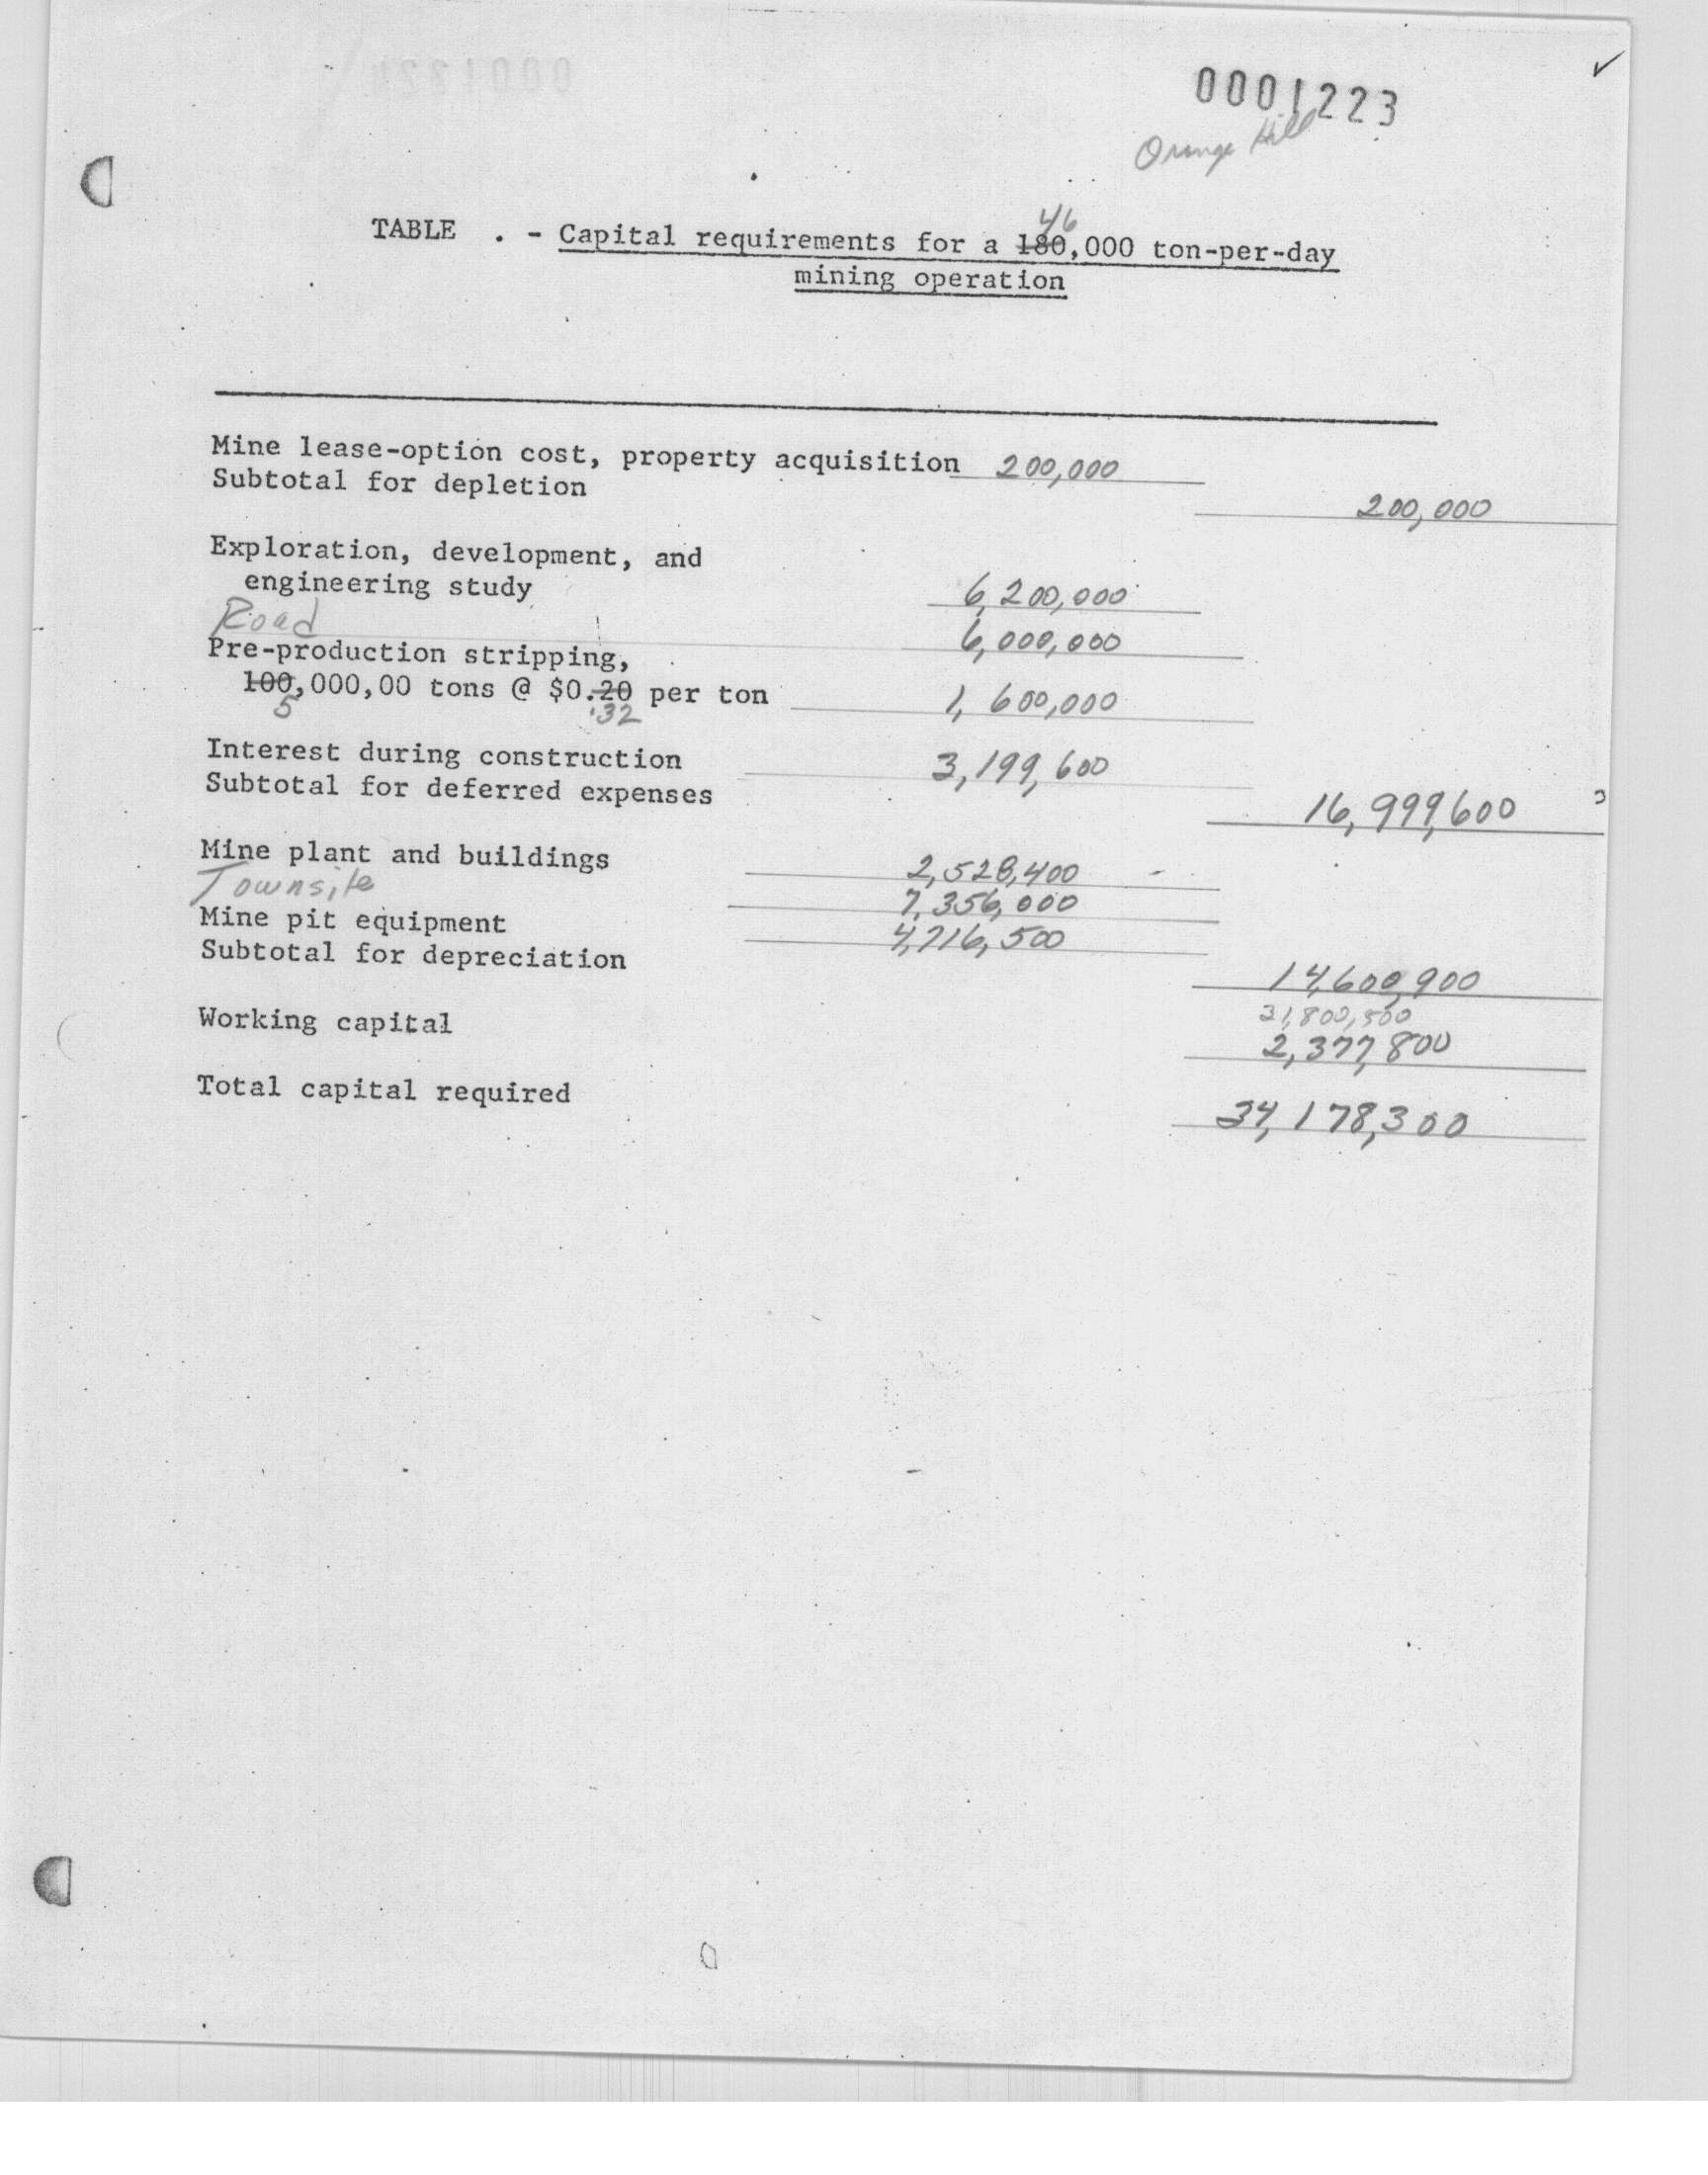 0001223
Orange Hill
46
TABLE . - Capital requirements for a 180,000 ton-per-day
mining operation
Mine lease-option cost, property acquisition 200,000
Subtotal for depletion 200,000
Exploration, development, and
engineering study 6,200,000
Road 6,000,000
Pre-production stripping,
100,000,00 tons @ $0.20 per ton 1,600,000
5 .32
Interest during construction 3,199,600
Subtotal for deferred expenses 16,999,600
Mine plant and buildings 2,528,400
Townsite 7,356,000
Mine pit equipment 4,716,500
Subtotal for depreciation 14,600,900
31,800,500
Working capital 2,377,800
Total capital required 34,178,300